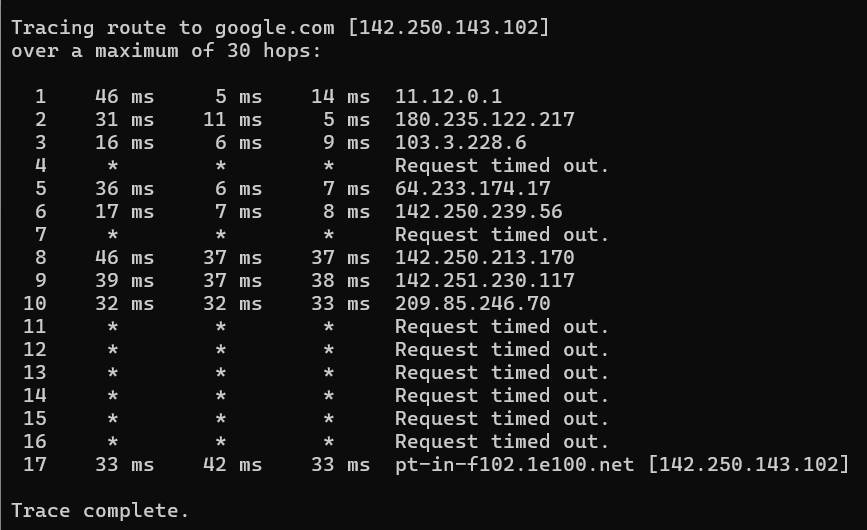 Tracing route to google.com [142.250.143.102]
over a maximum of 30 hops:
1 46 ms 5 ms 14 ms 11.12.0.1
2 31 ms 11 ms 5 ms 180.235.122.217
3 16 ms 6 ms 9 ms 103.3.228.6
4 * * * Request timed out.
5 36 ms 6 ms 7 ms 64.233.174.17
6 17 ms 7 ms 8 ms 142.250.239.56
7 * * * Request timed out.
8 46 ms 37 ms 37 ms 142.250.213.170
9 39 ms 37 ms 38 ms 142.251.230.117
10 32 ms 32 ms 33 ms 209.85.246.70
11 * * * Request timed out.
12 * * * Request timed out.
13 * * * Request timed out.
14 * * * Request timed out.
15 * * * Request timed out.
16 * * * Request timed out.
17 33 ms 42 ms 33 ms pt-in-f102.1e100.net [142.250.143.102]
Trace complete.